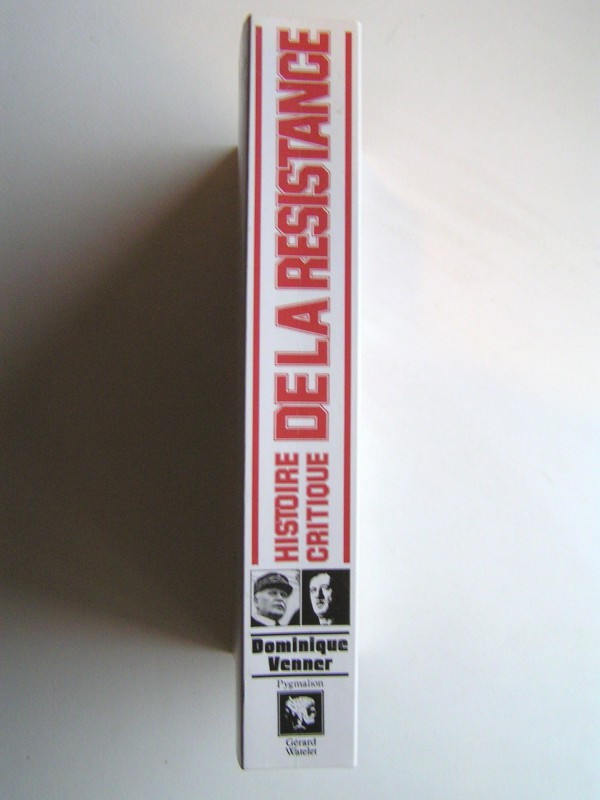 HISTOIRE
CRITIQUE
DE LA RESISTANCE
Dominique
Venner
Pygmalion
Gérard
Watelet